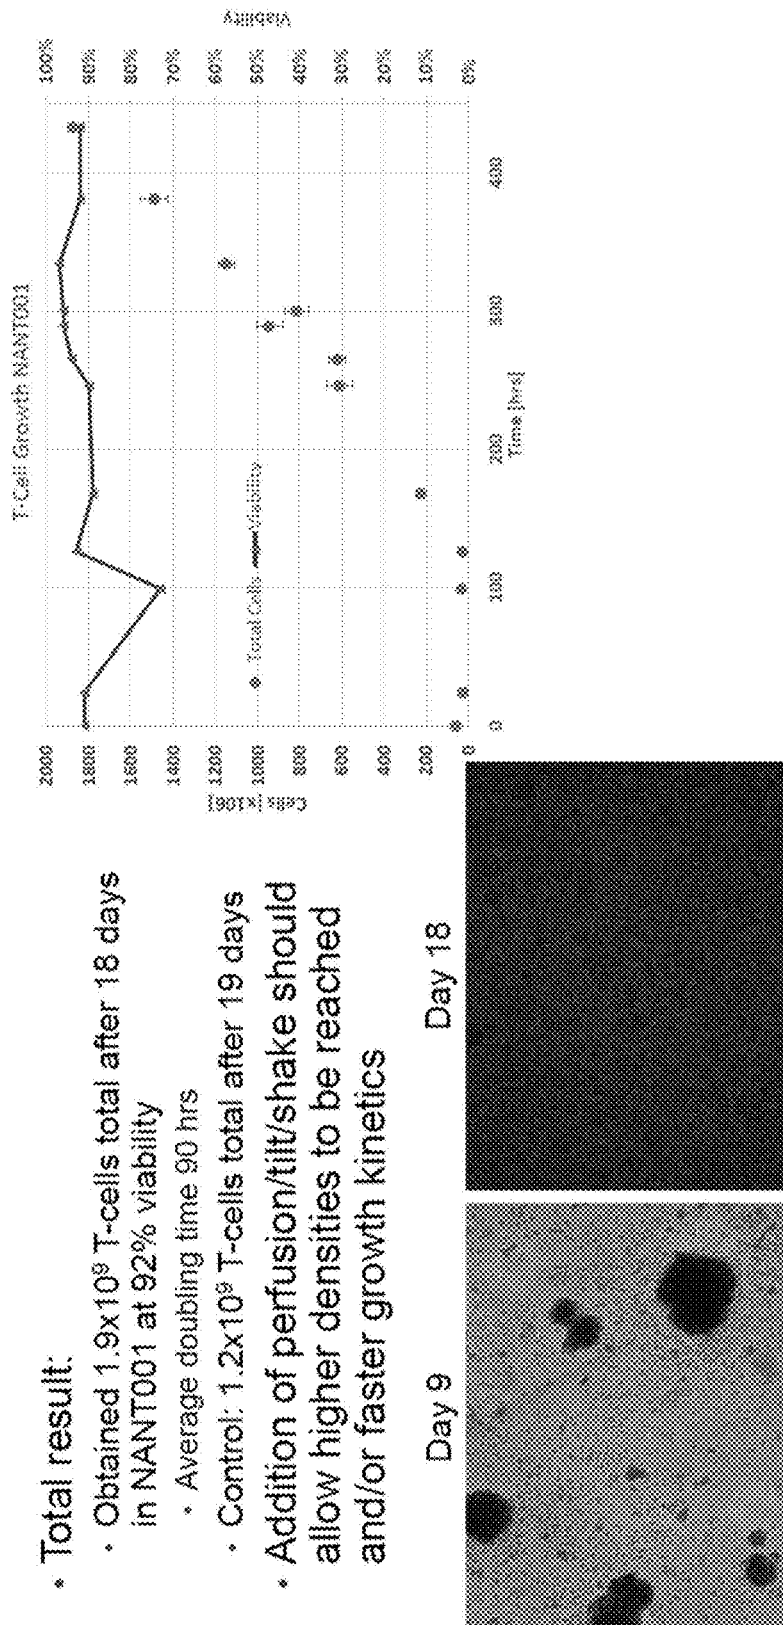 • Total result:
• Obtained 1.9x10⁹ T-cells total after 18 days
in NANT001 at 92% viability
• Average doubling time 90 hrs
• Control: 1.2x10⁹ T-cells total after 19 days
• Addition of perfusion/tilt/shake should
allow higher densities to be reached
and/or faster growth kinetics
Day 9
Day 18
T-Cell Growth NANT001
Cells [x106]
2000
1800
1600
1400
1200
1000
800
600
400
200
0
Total Cells
Viability
0
100
200
300
400
Time [hrs]
100%
90%
80%
70%
60%
50%
40%
30%
20%
10%
0%
Viability